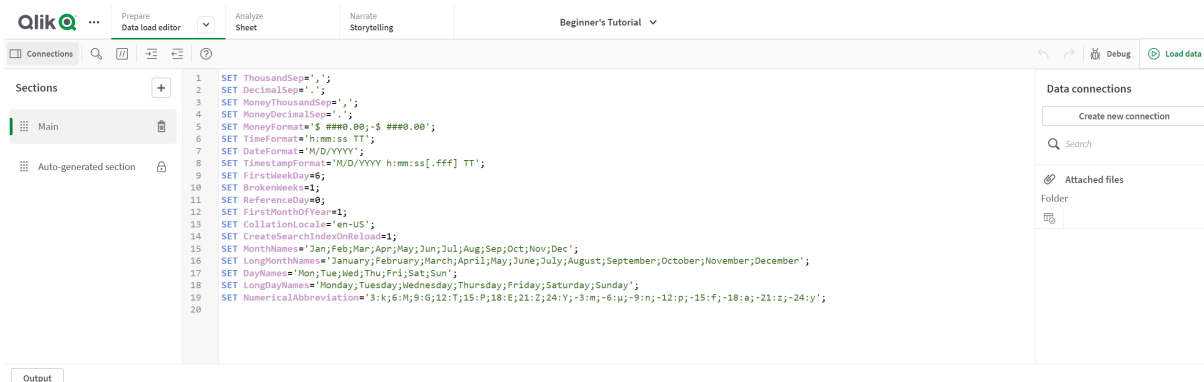 Qlik
Prepare
Data load editor
Analyze
Sheet
Narrate
Storytelling
Beginner's Tutorial
Connections
Debug
Load data
Sections
Main
Auto-generated section
1 SET ThousandSep=',';
2 SET DecimalSep='.';
3 SET MoneyThousandSep=',';
4 SET MoneyDecimalSep='.';
5 SET MoneyFormat='$ ###0.00;-$ ###0.00';
6 SET TimeFormat='h:mm:ss TT';
7 SET DateFormat='M/D/YYYY';
8 SET TimestampFormat='M/D/YYYY h:mm:ss[.fff] TT';
9 SET FirstWeekDay=6;
10 SET BrokenWeeks=1;
11 SET ReferenceDay=0;
12 SET FirstMonthOfYear=1;
13 SET CollationLocale='en-US';
14 SET CreateSearchIndexOnReload=1;
15 SET MonthNames='Jan;Feb;Mar;Apr;May;Jun;Jul;Aug;Sep;Oct;Nov;Dec';
16 SET LongMonthNames='January;February;March;April;May;June;July;August;September;October;November;December';
17 SET DayNames='Mon;Tue;Wed;Thu;Fri;Sat;Sun';
18 SET LongDayNames='Monday;Tuesday;Wednesday;Thursday;Friday;Saturday;Sunday';
19 SET NumericalAbbreviation='3:k;6:M;9:G;12:T;15:P;18:E;21:Z;24:Y;-3:m;-6:μ;-9:n;-12:p;-15:f;-18:a;-21:z;-24:y';
20
Data connections
Create new connection
Search
Attached files
Folder
Output